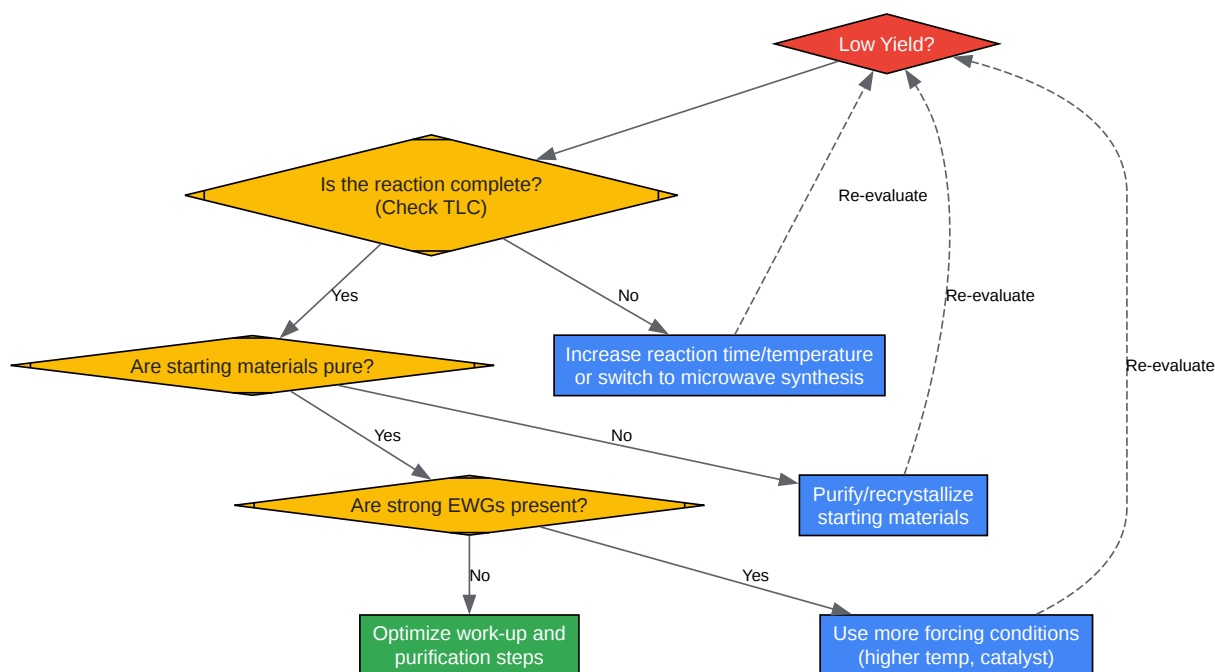 Low Yield?
Is the reaction complete?
(Check TLC)
Re-evaluate
Yes
No
Re-evaluate
Increase reaction time/temperature
or switch to microwave synthesis
Are starting materials pure?
Re-evaluate
Yes
No
Purify/recrystallize
starting materials
Are strong EWGs present?
No
Yes
Optimize work-up and
purification steps
Use more forcing conditions
(higher temp, catalyst)